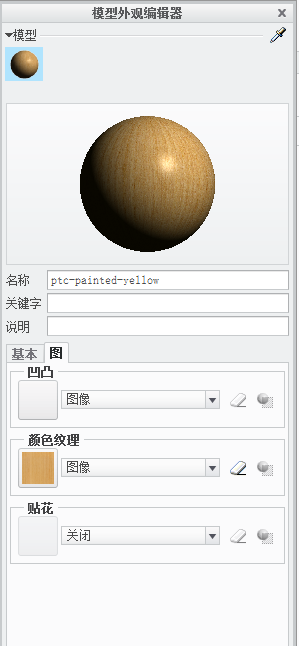 模型外观编辑器
模型
名称 ptc-painted-yellow
关键字
说明
基本 图
凹凸
图像
颜色纹理
图像
贴花
关闭